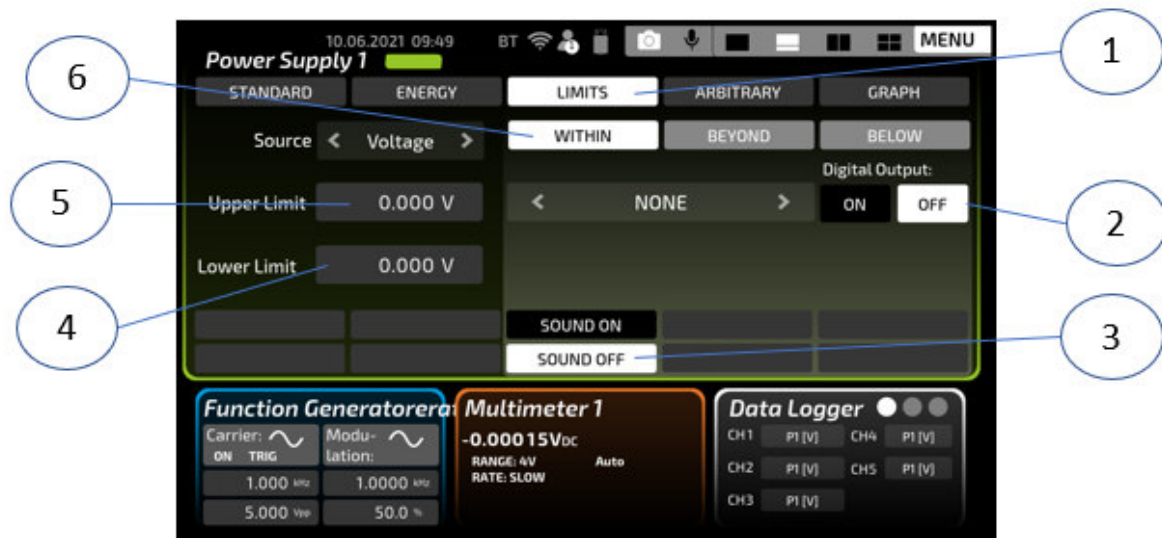 10.06.2021 09:49 BT MENU
Power Supply 1
STANDARD ENERGY LIMITS ARBITRARY GRAPH
Source < Voltage > WITHIN BEYOND BELOW
Digital Output:
Upper Limit 0.000 V < NONE > ON OFF
Lower Limit 0.000 V
SOUND ON
SOUND OFF
Function Generatorerat Multimeter 1 Data Logger
Carrier: Modu-
ON TRIG lation:
1.000 kHz 1.0000 kHz
5.000 Vpp 50.0 %
-0.00015VDC
RANGE: 4V Auto
RATE: SLOW
CH1 P1 [V] CH4 P1 [V]
CH2 P1 [V] CH5 P1 [V]
CH3 P1 [V]
1
2
3
4
5
6